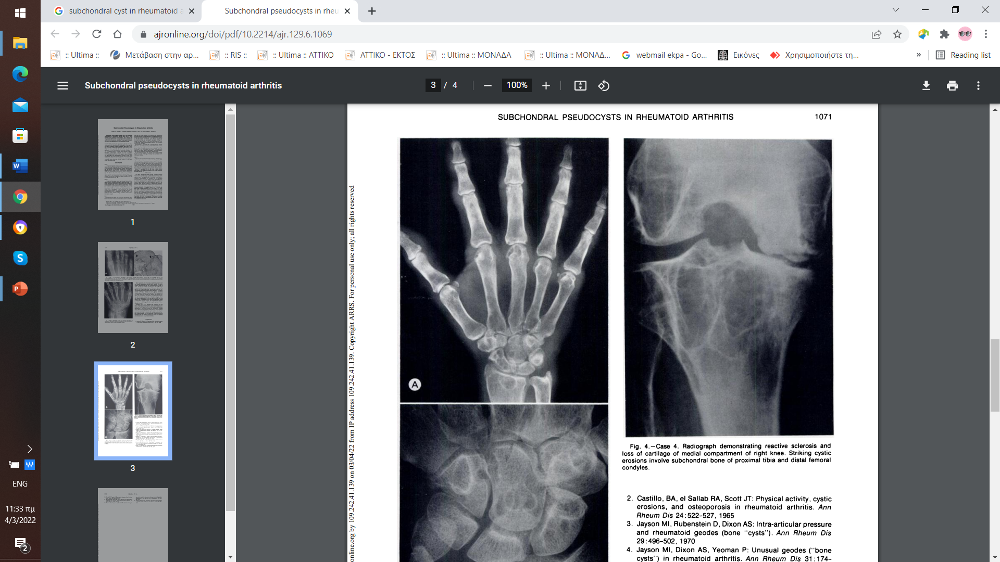 subchondral cyst in rheumatoid a
Subchondral pseudocysts in rheu
ajronline.org/doi/pdf/10.2214/ajr.129.6.1069
:: Ultima ::
Μετάβαση στην αρ...
:: RIS ::
:: Ultima :: ATTIKO
ΑΤΤΙΚΟ - ΕΚΤΟΣ
:: Ultima :: ΜΟΝΑΔΑ
:: Ultima :: ΜΟΝΑΔ...
webmail ekpa - Go...
Εικόνες
Χρησιμοποιήστε τη...
»
Reading list
Subchondral pseudocysts in rheumatoid arthritis
3 / 4
100%
1
2
3
SUBCHONDRAL PSEUDOCYSTS IN RHEUMATOID ARTHRITIS 1071
online.org by 109.242.41.139 on 03/04/22 from IP address 109.242.41.139. Copyright ARRS. For personal use only; all rights reserved
A
Fig. 4.—Case 4. Radiograph demonstrating reactive sclerosis and
loss of cartilage of medial compartment of right knee. Striking cystic
erosions involve subchondral bone of proximal tibia and distal femoral
condyles.
2. Castillo, BA, el Sallab RA, Scott JT: Physical activity, cystic
erosions, and osteoporosis in rheumatoid arthritis. Ann
Rheum Dis 24:522–527, 1965
3. Jayson MI, Rubenstein D, Dixon AS: Intra-articular pressure
and rheumatoid geodes (bone "cysts"). Ann Rheum Dis
29:496–502, 1970
4. Jayson MI, Dixon AS, Yeoman P: Unusual geodes ("bone
cysts") in rheumatoid arthritis. Ann Rheum Dis 31:174–
W
S
P
ENG
11:33 πμ
4/3/2022
2